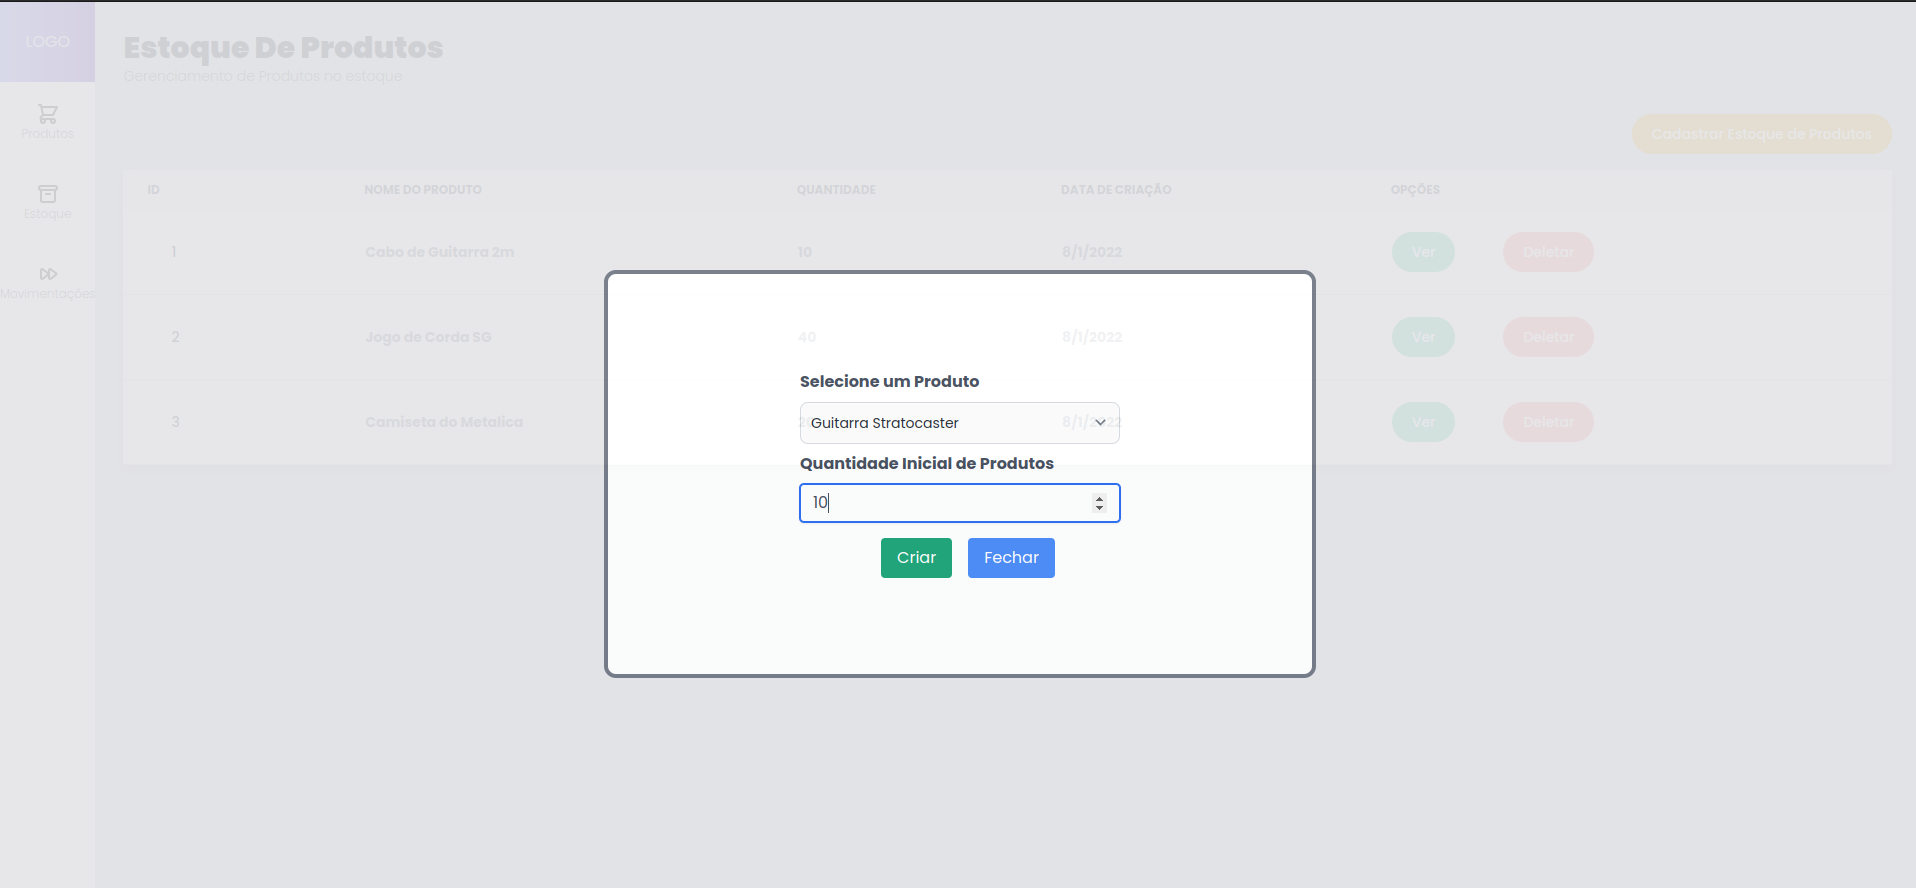 LOGO
Estoque De Produtos
Gerenciamento de Produtos no estoque
Produtos
Cadastrar Estoque de Produtos
ID NOME DO PRODUTO QUANTIDADE DATA DE CRIAÇÃO OPÇÕES
Estoque
1 Cabo de Guitarra 2m 10 8/1/2022 Ver Deletar
Movimentações
2 Jogo de Corda SG 40 8/1/2022 Ver Deletar
Selecione um Produto
3 Camiseta do Metalica 8/1/2022 Ver Deletar
Guitarra Stratocaster
Quantidade Inicial de Produtos
10
Criar Fechar